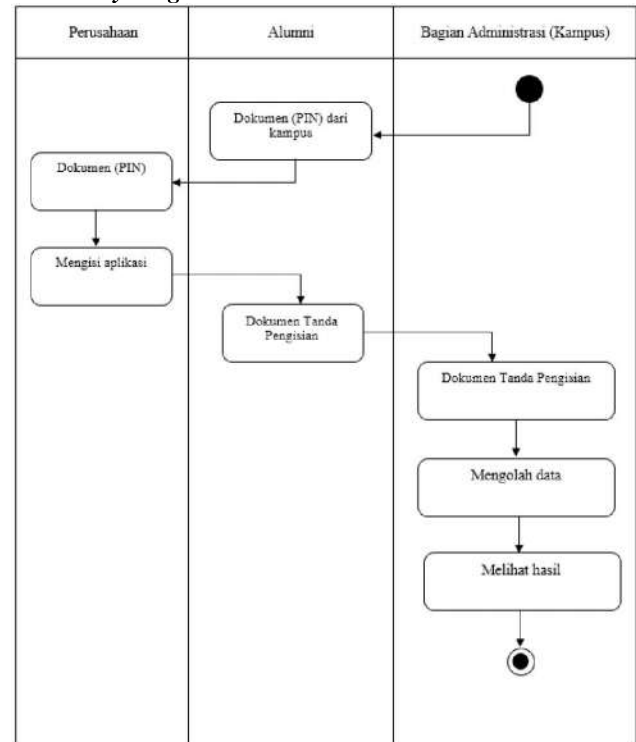 Perusahaan
Alumni
Bagian Administrasi (Kampus)
Dokumen (PIN) dari
kampus
Dokumen (PIN)
Mengisi aplikasi
Dokumen Tanda
Pengisian
Dokumen Tanda Pengisian
Mengolah data
Melihat hasil